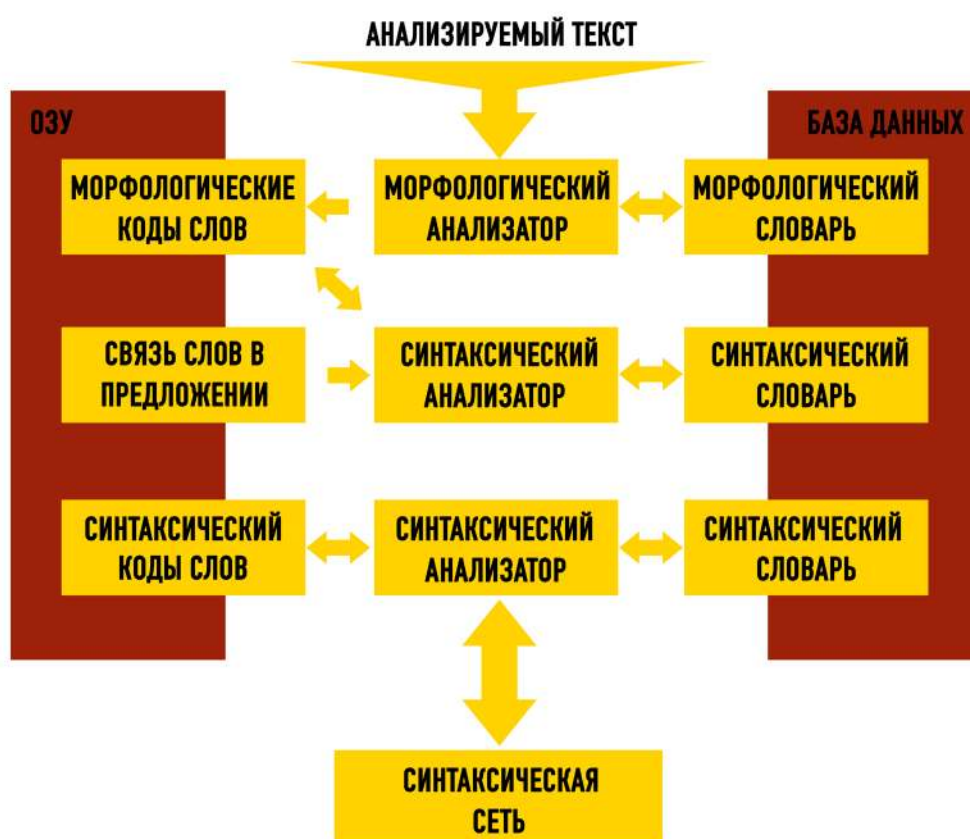 АНАЛИЗИРУЕМЫЙ ТЕКСТ
ОЗУ
БАЗА ДАННЫХ
МОРФОЛОГИЧЕСКИЕ
КОДЫ СЛОВ
МОРФОЛОГИЧЕСКИЙ
АНАЛИЗАТОР
МОРФОЛОГИЧЕСКИЙ
СЛОВАРЬ
СВЯЗЬ СЛОВ В
ПРЕДЛОЖЕНИИ
СИНТАКСИЧЕСКИЙ
АНАЛИЗАТОР
СИНТАКСИЧЕСКИЙ
СЛОВАРЬ
СИНТАКСИЧЕСКИЙ
КОДЫ СЛОВ
СИНТАКСИЧЕСКИЙ
АНАЛИЗАТОР
СИНТАКСИЧЕСКИЙ
СЛОВАРЬ
СИНТАКСИЧЕСКАЯ
СЕТЬ